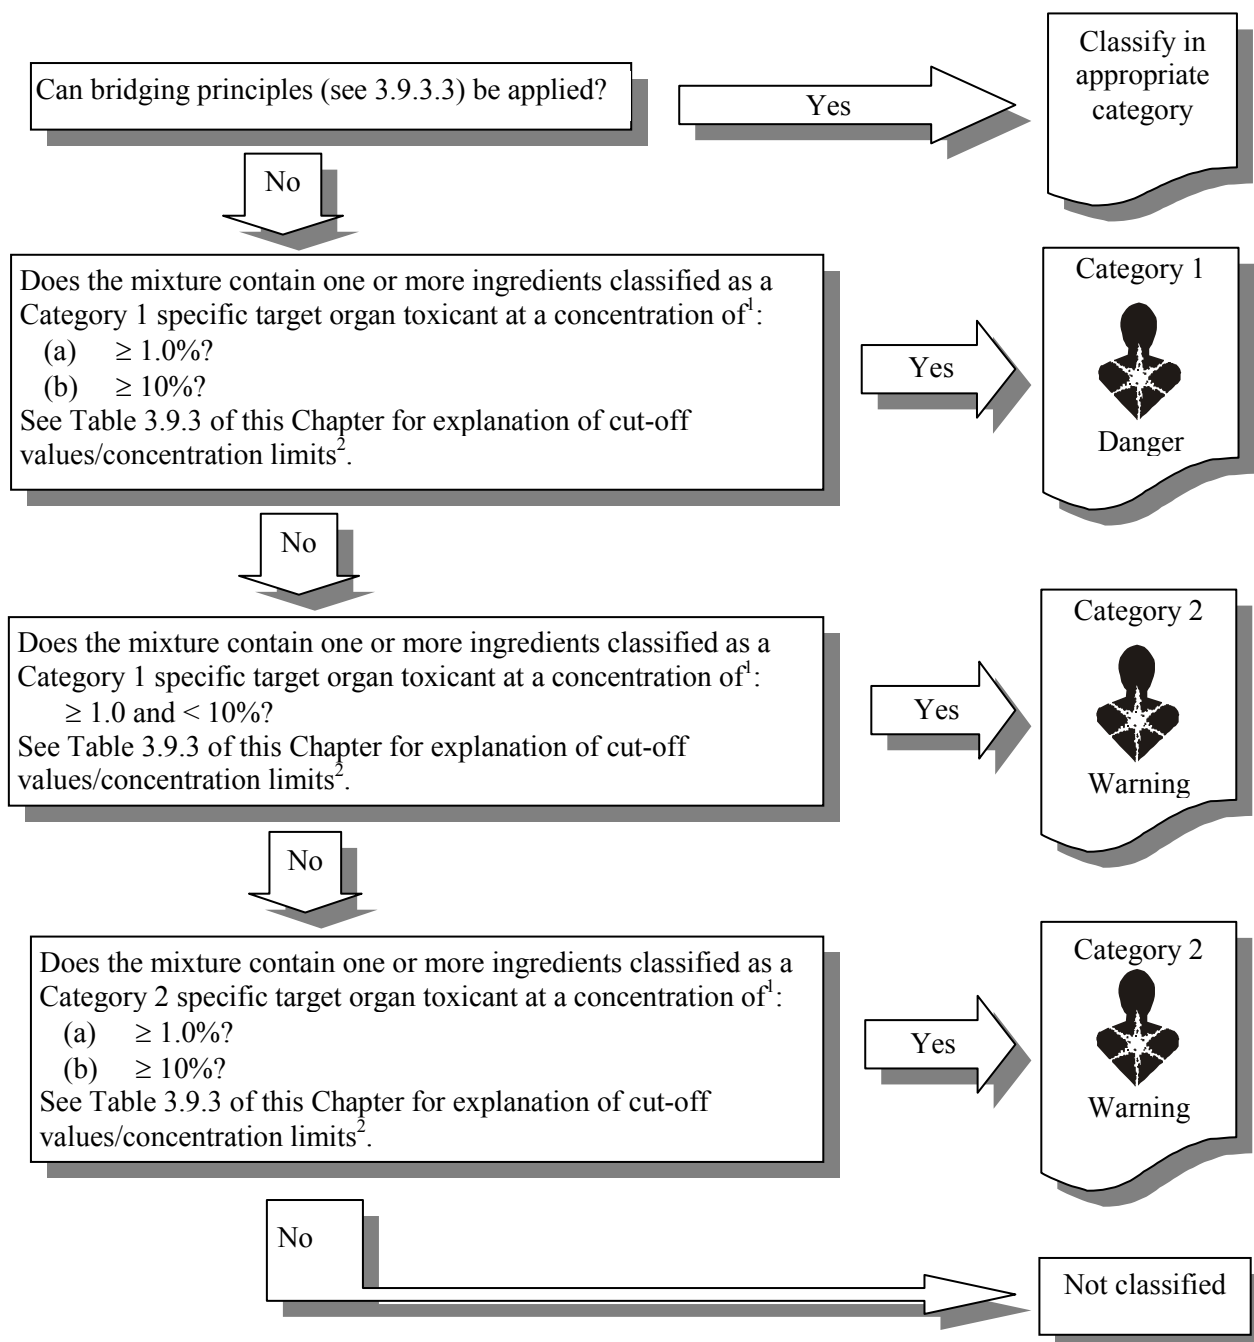 Can bridging principles (see 3.9.3.3) be applied?
Yes
Classify in
appropriate
category
No
Does the mixture contain one or more ingredients classified as a
Category 1 specific target organ toxicant at a concentration of¹:
(a) ≥ 1.0%?
(b) ≥ 10%?
See Table 3.9.3 of this Chapter for explanation of cut-off
values/concentration limits².
Yes
Category 1
Danger
No
Does the mixture contain one or more ingredients classified as a
Category 1 specific target organ toxicant at a concentration of¹:
≥ 1.0 and < 10%?
See Table 3.9.3 of this Chapter for explanation of cut-off
values/concentration limits².
Yes
Category 2
Warning
No
Does the mixture contain one or more ingredients classified as a
Category 2 specific target organ toxicant at a concentration of¹:
(a) ≥ 1.0%?
(b) ≥ 10%?
See Table 3.9.3 of this Chapter for explanation of cut-off
values/concentration limits².
Yes
Category 2
Warning
No
Not classified